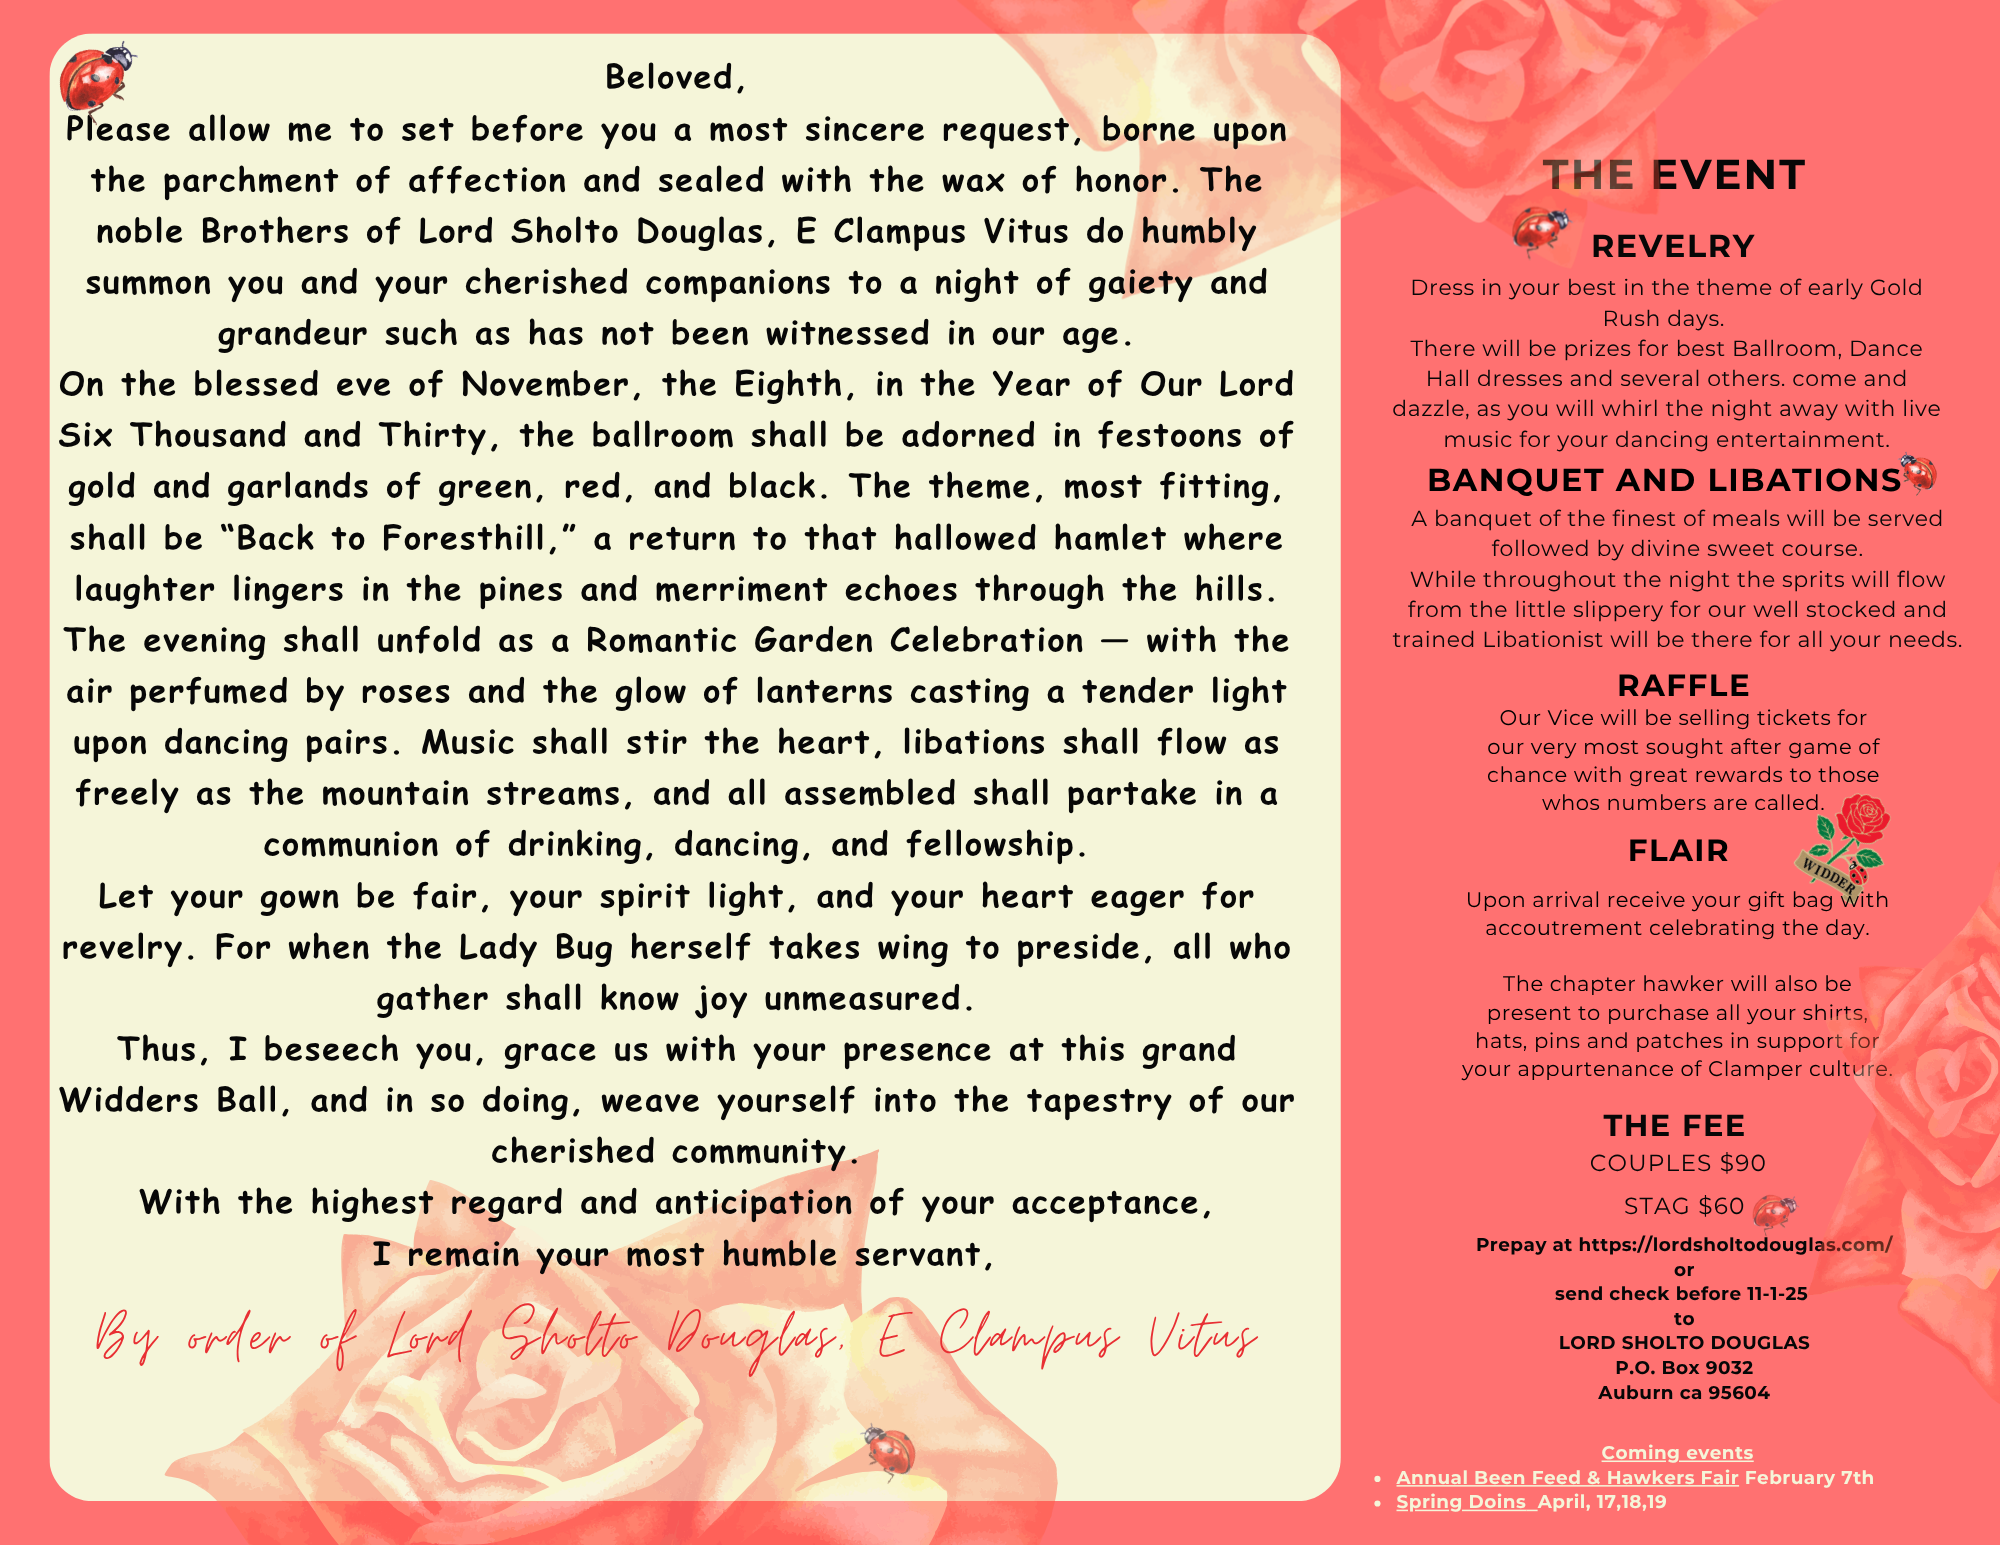 Beloved,
Please allow me to set before you a most sincere request, borne upon
the parchment of affection and sealed with the wax of honor. The
noble Brothers of Lord Sholto Douglas, E Clampus Vitus do humbly
summon you and your cherished companions to a night of gaiety and
grandeur such as has not been witnessed in our age.
On the blessed eve of November, the Eighth, in the Year of Our Lord
Six Thousand and Thirty, the ballroom shall be adorned in festoons of
gold and garlands of green, red, and black. The theme, most fitting,
shall be “Back to Foresthill,” a return to that hallowed hamlet where
laughter lingers in the pines and merriment echoes through the hills.
The evening shall unfold as a Romantic Garden Celebration — with the
air perfumed by roses and the glow of lanterns casting a tender light
upon dancing pairs. Music shall stir the heart, libations shall flow as
freely as the mountain streams, and all assembled shall partake in a
communion of drinking, dancing, and fellowship.
Let your gown be fair, your spirit light, and your heart eager for
revelry. For when the Lady Bug herself takes wing to preside, all who
gather shall know joy unmeasured.
Thus, I beseech you, grace us with your presence at this grand
Widders Ball, and in so doing, weave yourself into the tapestry of our
cherished community.
With the highest regard and anticipation of your acceptance,
I remain your most humble servant,
By order of Lord Sholto Douglas, E Clampus Vitus
THE EVENT
REVELRY
Dress in your best in the theme of early Gold
Rush days.
There will be prizes for best Ballroom, Dance
Hall dresses and several others. come and
dazzle, as you will whirl the night away with live
music for your dancing entertainment.
BANQUET AND LIBATIONS
A banquet of the finest of meals will be served
followed by divine sweet course.
While throughout the night the sprits will flow
from the little slippery for our well stocked and
trained Libationist will be there for all your needs.
RAFFLE
Our Vice will be selling tickets for
our very most sought after game of
chance with great rewards to those
whos numbers are called.
FLAIR
WIDDER
Upon arrival receive your gift bag with
accoutrement celebrating the day.
The chapter hawker will also be
present to purchase all your shirts,
hats, pins and patches in support for
your appurtenance of Clamper culture.
THE FEE
COUPLES $90
STAG $60
Prepay at https://lordsholtodouglas.com/
or
send check before 11-1-25
to
LORD SHOLTO DOUGLAS
P.O. Box 9032
Auburn ca 95604
Coming events
• Annual Been Feed & Hawkers Fair February 7th
• Spring Doins April, 17,18,19